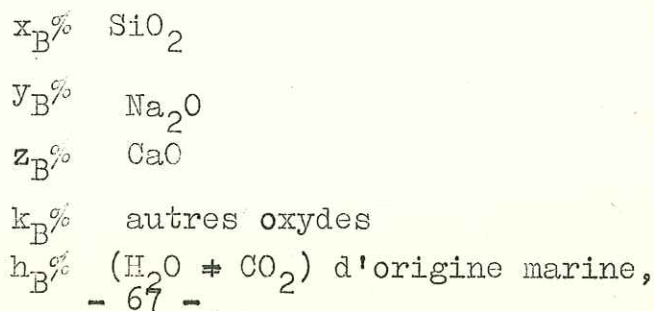 x_B% SiO_2
y_B% Na_2O
z_B% CaO
k_B% autres oxydes
h_B% (H_2O + CO_2) d'origine marine,
- 67 -